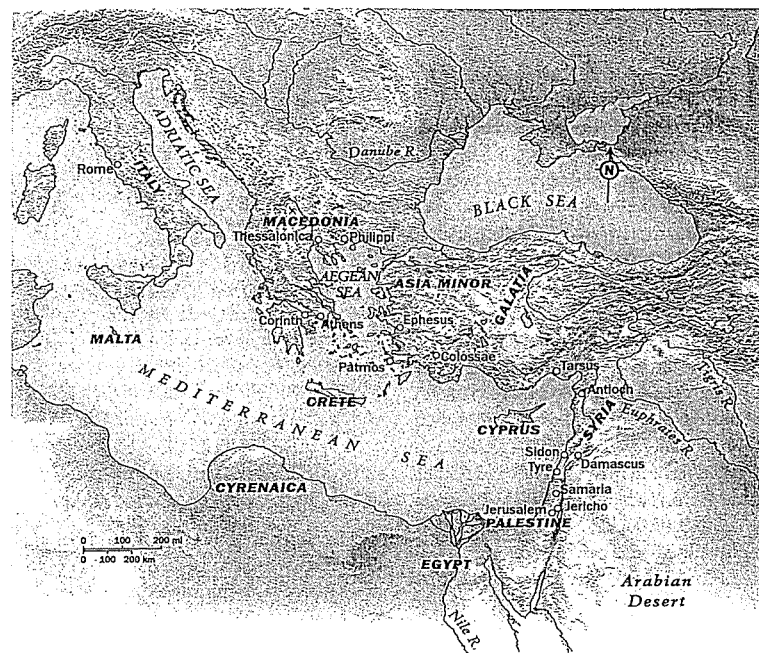 Danube R.
ADRIATIC SEA
Rome
ITALY
N
BLACK SEA
MACEDONIA
Thessalonica
Philippi
AEGEAN
SEA
ASIA MINOR
GALATIA
Corinth
Athens
Ephesus
MALTA
Patmos
Colossae
Tarsus
Tigris R.
Antioch
MEDITERRANEAN SEA
CRETE
CYPRUS
SYRIA
Euphrates R.
Sidon
Tyre
Damascus
CYRENAICA
Samaria
Jerusalem
Jericho
PALESTINE
0 100 200 mi
0 100 200 km
EGYPT
Arabian
Desert
Nile R.